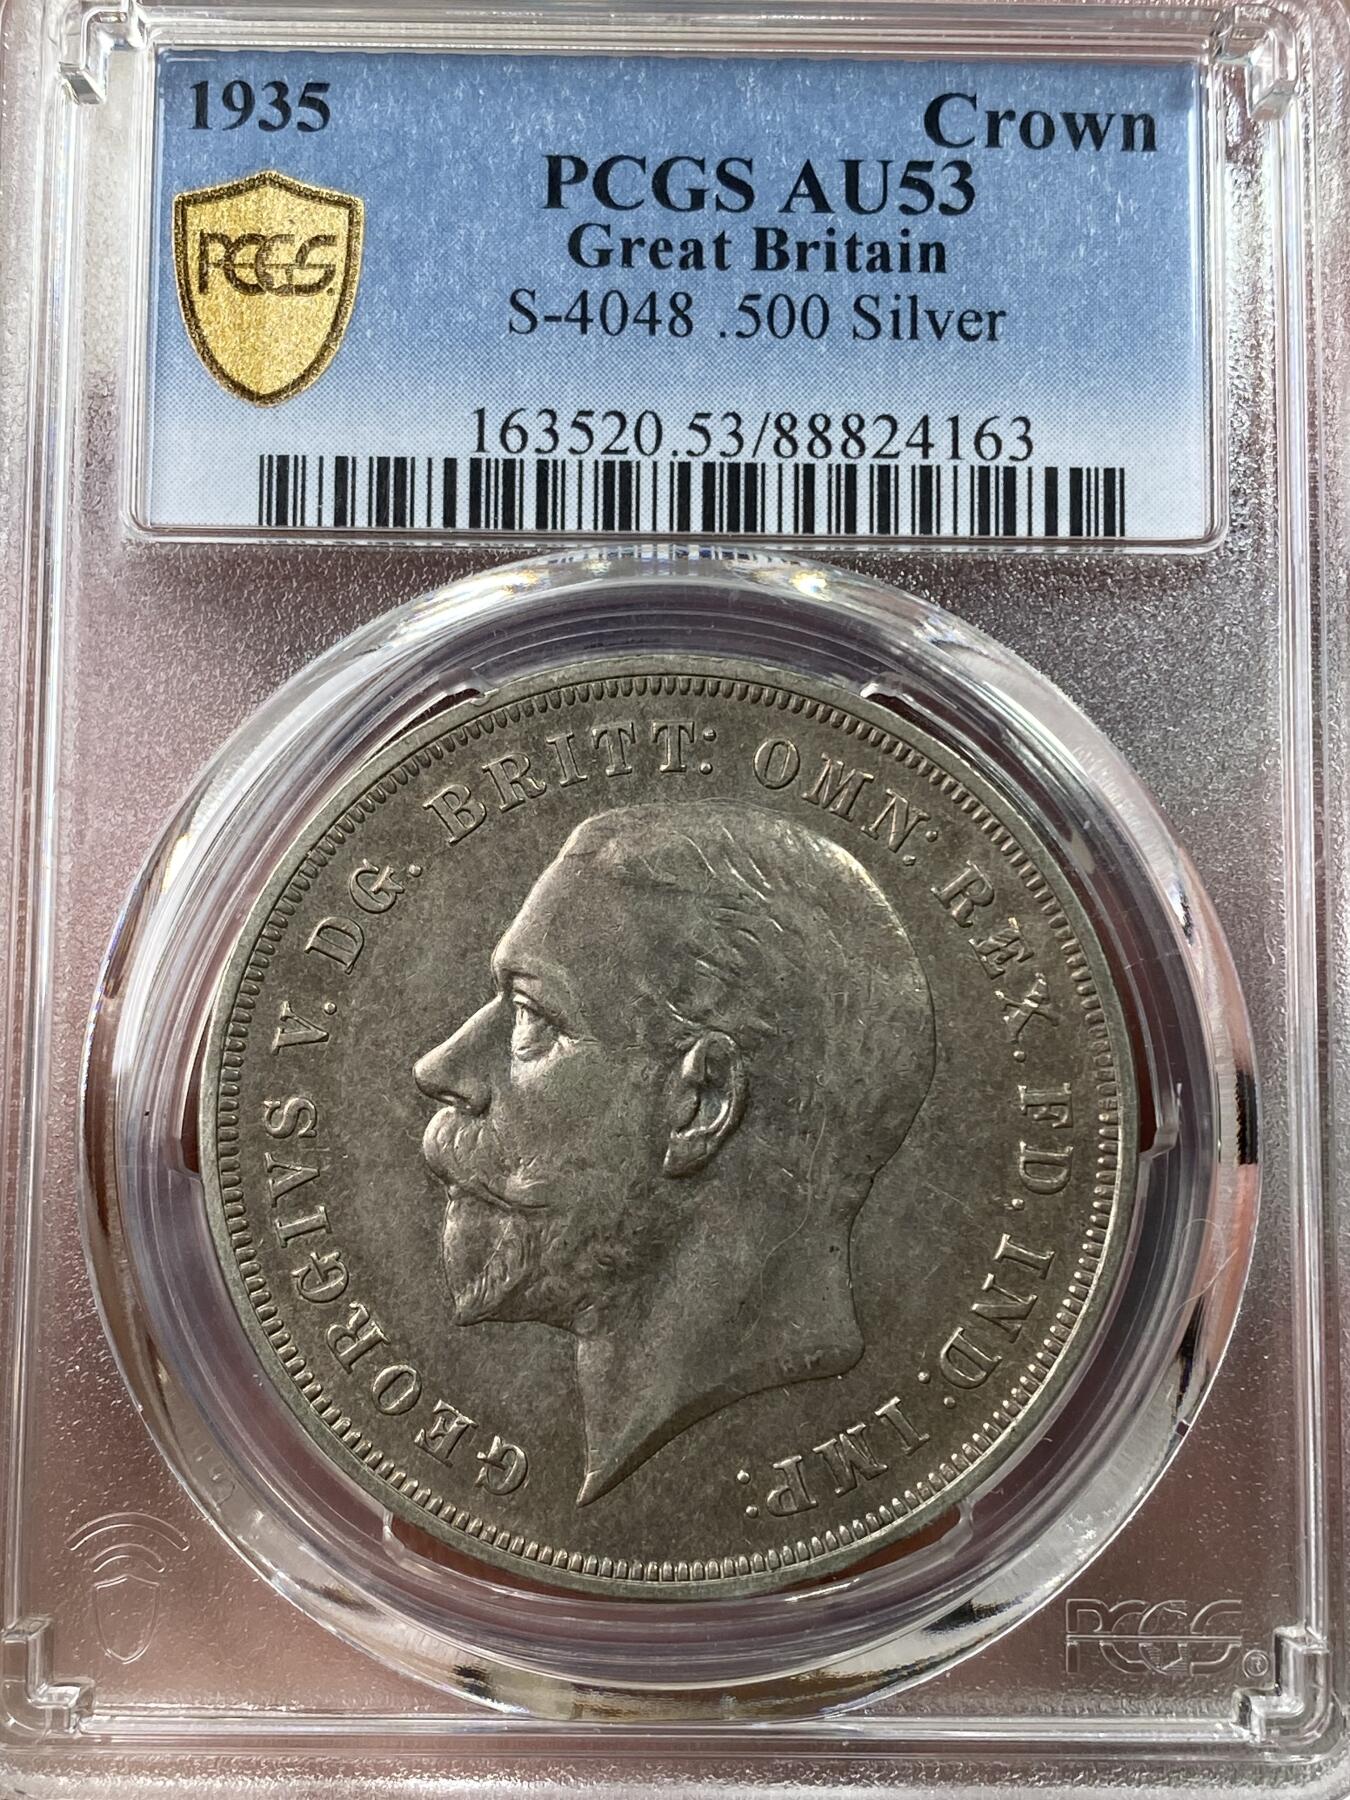 1935
Crown
PCGS AU53
PCGS
Great Britain
S-4048 .500 Silver
163520.53/88824163
GEORGIVS V. DG. BRITT: OMN: REX. FD. IND: IMP:
BM
PCGS